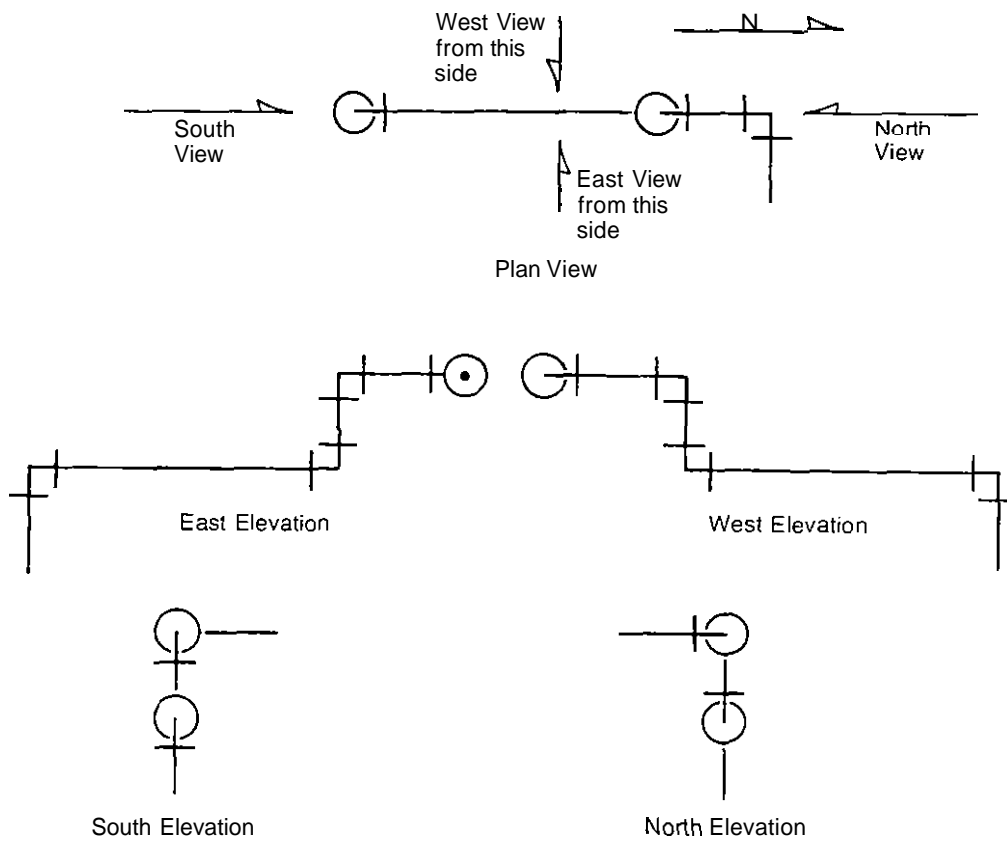 West View
from this
side
N
South
View
North
View
East View
from this
side
Plan View
East Elevation
West Elevation
South Elevation
North Elevation